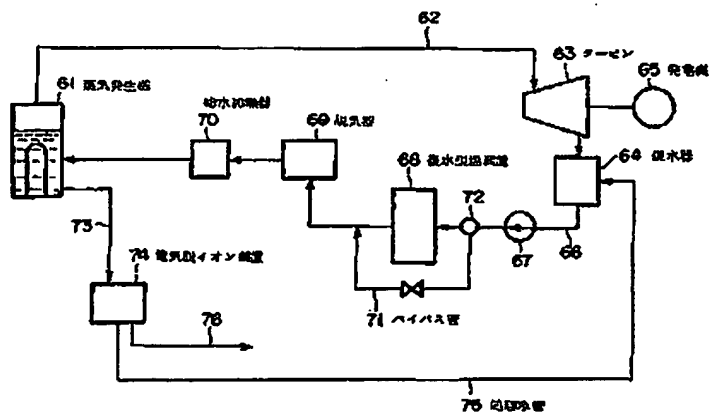 62
63 タービン
65 発電機
61 蒸気発生器
給水加熱器
70
69 脱気器
68 復水脱塩装置
72
64 復水器
67
66
73
71 バイパス管
74 電気脱イオン装置
76
75 処理水管